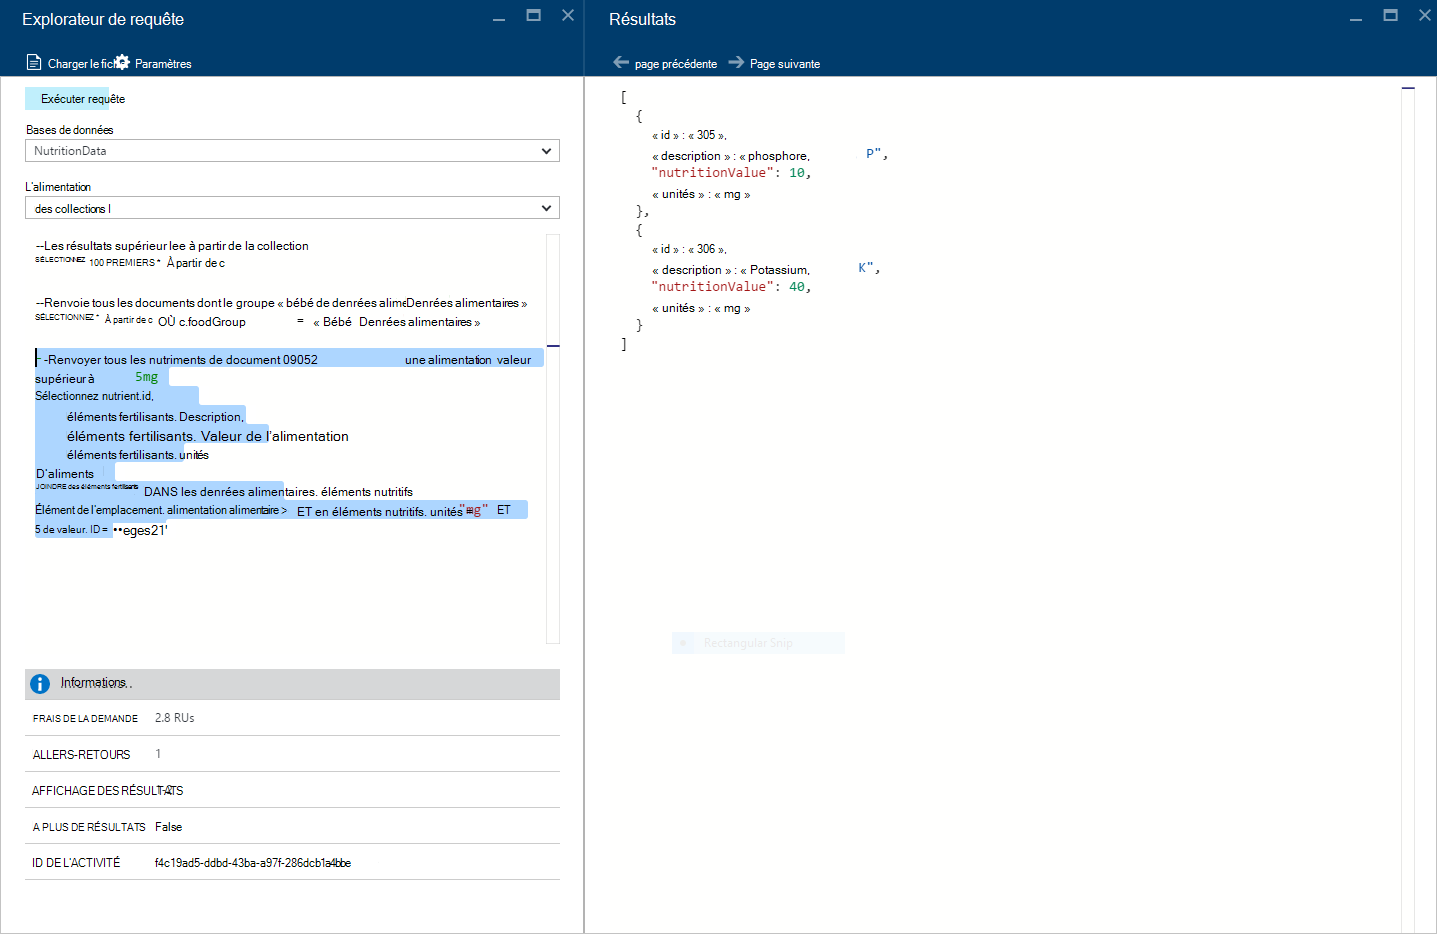 Explorateur de requête
Charger le fich Paramètres
Exécuter requête
Bases de données
NutritionData
L'alimentation
des collections l
--Les résultats supérieur lee à partir de la collection
SÉLECTIONNEZ 100 PREMIERS * À partir de c
--Renvoie tous les documents dont le groupe « bébé de denrées alime Denrées alimentaires »
SÉLECTIONNEZ * À partir de c OÙ c.foodGroup = « Bébé Denrées alimentaires »
--Renvoyer tous les nutriments de document 09052 une alimentation valeur
supérieur à 5mg
Sélectionnez nutrient.id,
éléments fertilisants. Description,
éléments fertilisants. Valeur de l'alimentation
éléments fertilisants. unités
D'aliments
JOINDRE des éléments fertilisants DANS les denrées alimentaires. éléments nutritifs
Élément de l'emplacement. alimentation alimentaire > ET en éléments nutritifs. unités = "mg" ET
5 de valeur. ID = ••eges21'
Informations..
FRAIS DE LA DEMANDE 2.8 RUs
ALLERS-RETOURS 1
AFFICHAGE DES RÉSULTATS 1-2
A PLUS DE RÉSULTATS False
ID DE L'ACTIVITÉ f4c19ad5-ddbd-43ba-a97f-286dcb1a4bbe
Résultats
page précédente Page suivante
[
{
« id » : « 305 »,
« description » : « phosphore, P",
"nutritionValue": 10,
« unités » : « mg »
},
{
« id » : « 306 »,
« description » : « Potassium, K",
"nutritionValue": 40,
« unités » : « mg »
}
]
Rectangular Snip